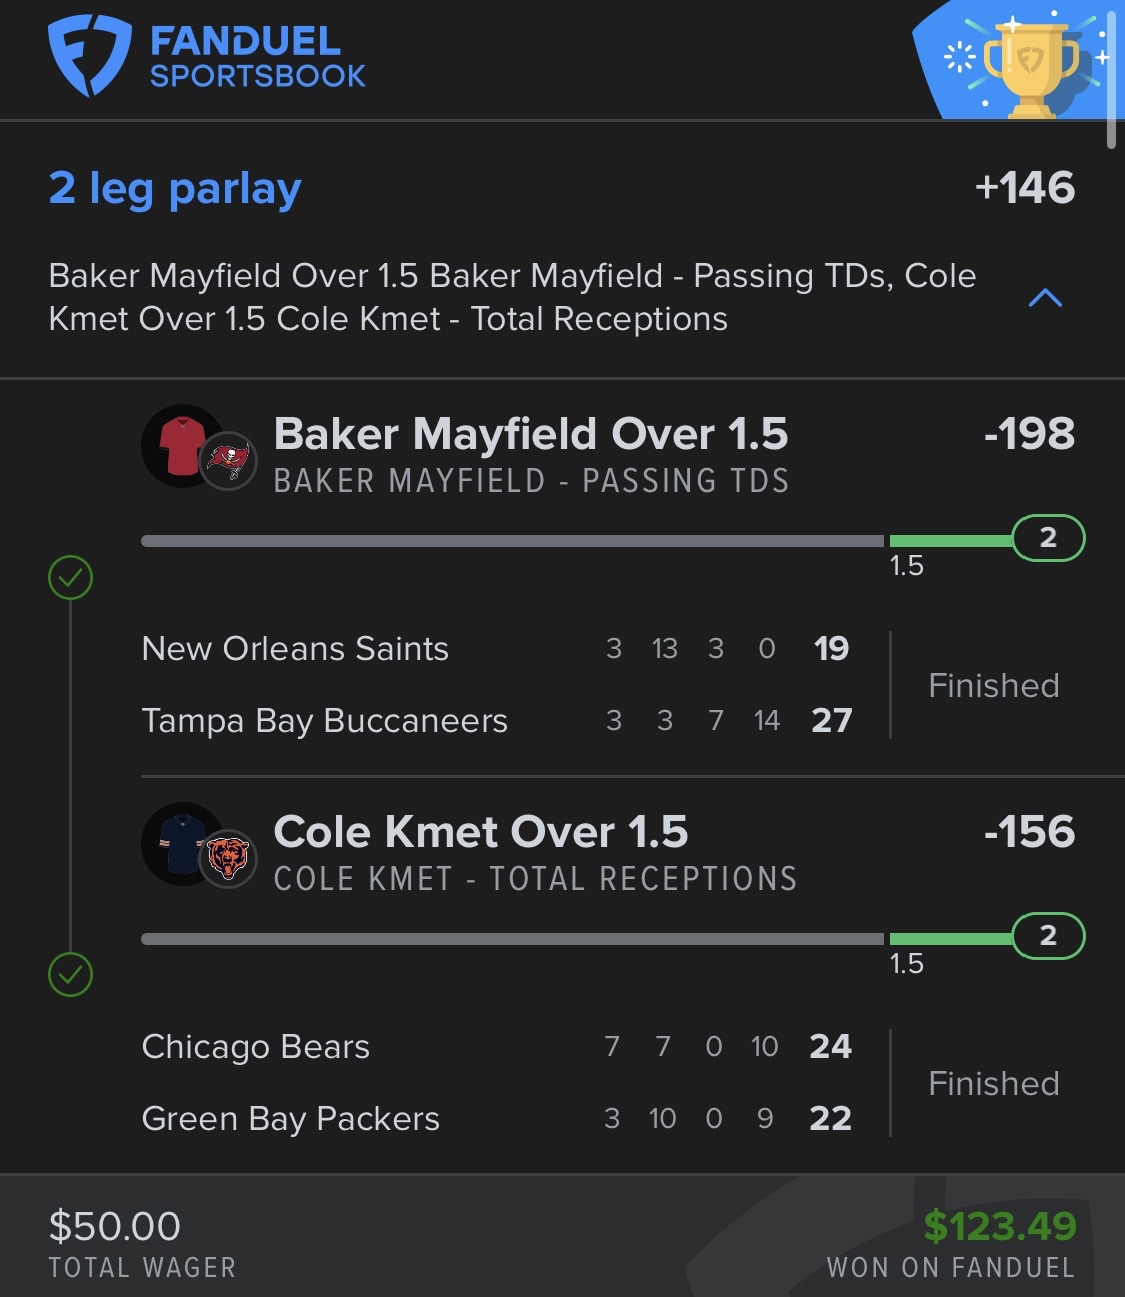 FANDUEL
SPORTSBOOK
2 leg parlay +146
Baker Mayfield Over 1.5 Baker Mayfield - Passing TDs, Cole
Kmet Over 1.5 Cole Kmet - Total Receptions
Baker Mayfield Over 1.5 -198
BAKER MAYFIELD - PASSING TDS
2
1.5
New Orleans Saints 3 13 3 0 19
Finished
Tampa Bay Buccaneers 3 3 7 14 27
Cole Kmet Over 1.5 -156
COLE KMET - TOTAL RECEPTIONS
2
1.5
Chicago Bears 7 7 0 10 24
Finished
Green Bay Packers 3 10 0 9 22
$50.00 $123.49
TOTAL WAGER WON ON FANDUEL